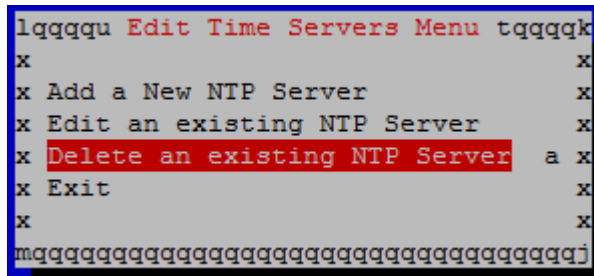 lqqqqu Edit Time Servers Menu tqqqqk
x x
x Add a New NTP Server x
x Edit an existing NTP Server x
x Delete an existing NTP Server a x
x Exit x
x x
mqqqqqqqqqqqqqqqqqqqqqqqqqqqqqqqqqqj